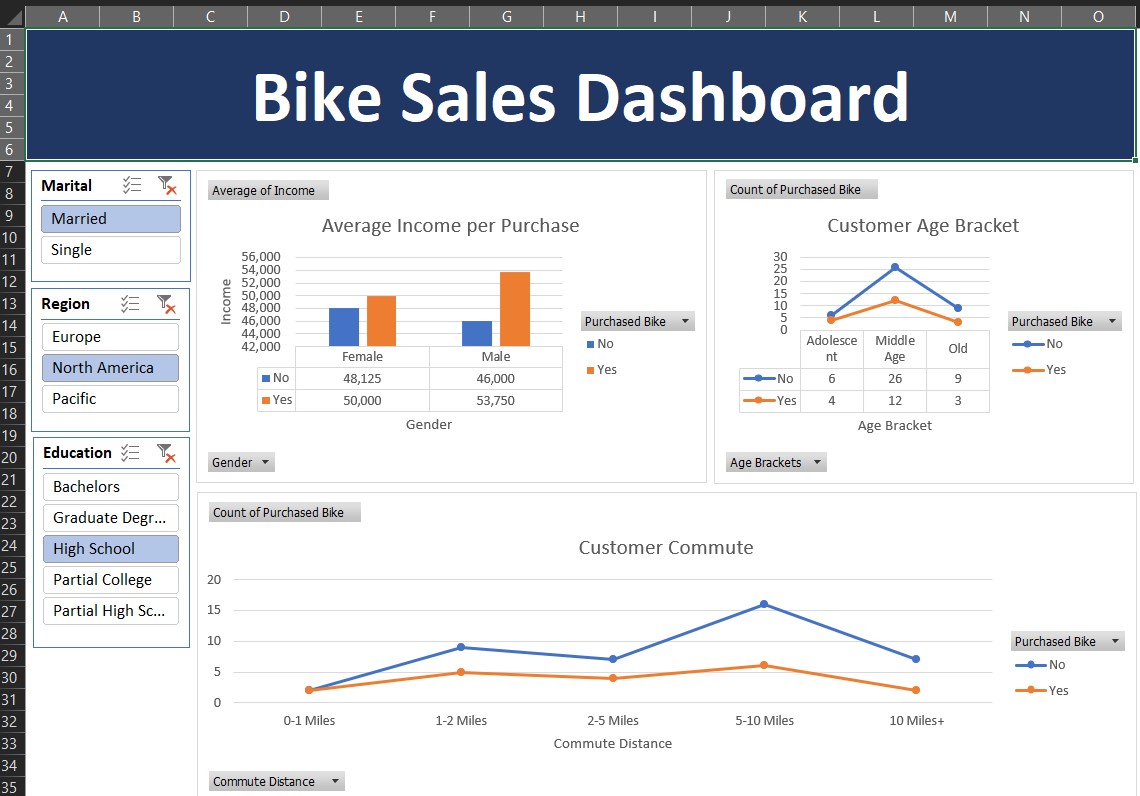 A B C D E F G H I J K L M N O
1
2
3
4
5
6
7
8
9
10
11
12
13
14
15
16
17
18
19
20
21
22
23
24
25
26
27
28
29
30
31
32
33
34
35
Bike Sales Dashboard
Marital
Married
Single
Region
Europe
North America
Pacific
Education
Bachelors
Graduate Degr...
High School
Partial College
Partial High Sc...
Average of Income
Average Income per Purchase
Income
56,000
54,000
52,000
50,000
48,000
46,000
44,000
42,000
Female Male
No 48,125 46,000
Yes 50,000 53,750
Gender
Purchased Bike
No
Yes
Gender
Count of Purchased Bike
Customer Age Bracket
30
25
20
15
10
5
0
Adolesce
nt
Middle
Age
Old
No 6 26 9
Yes 4 12 3
Age Bracket
Purchased Bike
No
Yes
Age Brackets
Count of Purchased Bike
Customer Commute
20
15
10
5
0
0-1 Miles 1-2 Miles 2-5 Miles 5-10 Miles 10 Miles+
Commute Distance
Purchased Bike
No
Yes
Commute Distance